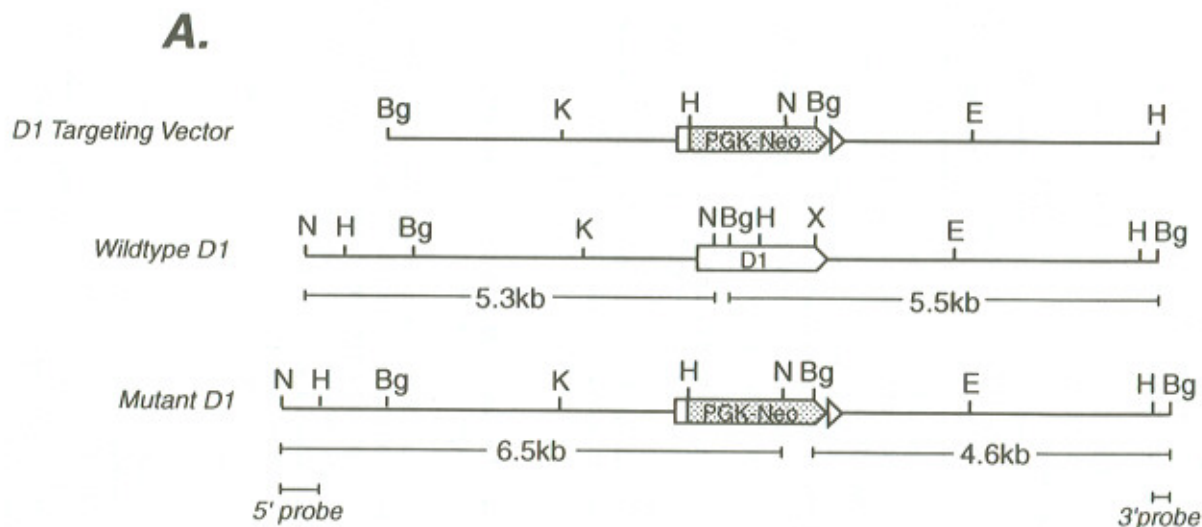 A.
Bg K H N Bg E H
D1 Targeting Vector PGK-Neo
N H Bg K N Bg H X E H Bg
Wildtype D1 D1
5.3kb 5.5kb
N H Bg K H N Bg E H Bg
Mutant D1 PGK-Neo
6.5kb 4.6kb
5' probe 3'probe